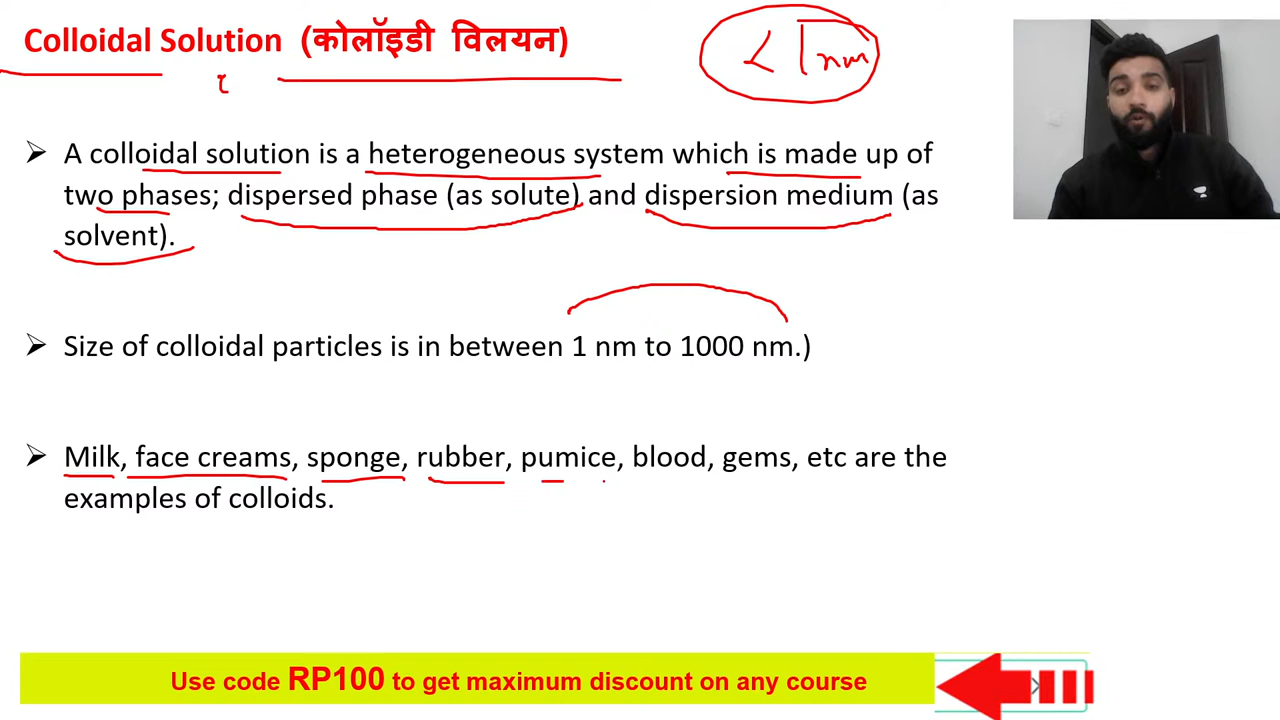 Colloidal Solution (कोलॉइडी विलयन)
< 1 nm
➢ A colloidal solution is a heterogeneous system which is made up of
two phases; dispersed phase (as solute) and dispersion medium (as
solvent).
➢ Size of colloidal particles is in between 1 nm to 1000 nm.)
➢ Milk, face creams, sponge, rubber, pumice, blood, gems, etc are the
examples of colloids.
Use code RP100 to get maximum discount on any course